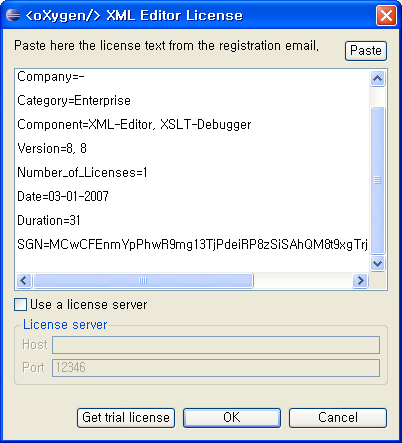 <oXygen/> XML Editor License
Paste here the license text from the registration email.
Paste
Company=-
Category=Enterprise
Component=XML-Editor, XSLT-Debugger
Version=8, 8
Number_of_Licenses=1
Date=03-01-2007
Duration=31
SGN=MCwCFEnmYpPhwR9mg13TjPdeiRP8zSiSAhQM8t9xgTrj
Use a license server
License server
Host
Port 12346
Get trial license
OK
Cancel